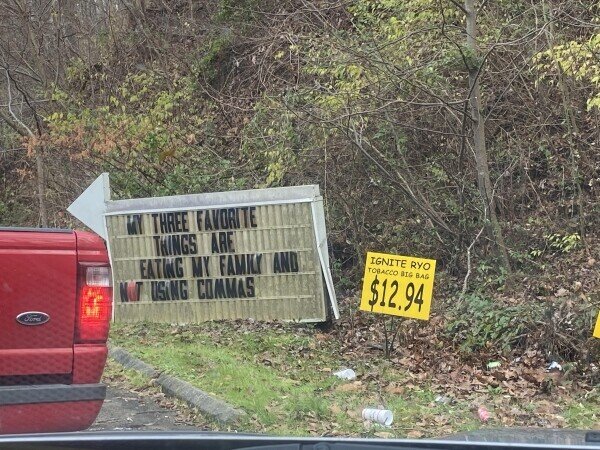 MY THREE FAVORITE
THINGS ARE
EATING MY FAMILY AND
NOT USING COMMAS
Ford
IGNITE RYO
TOBACCO BIG BAG
$12.94